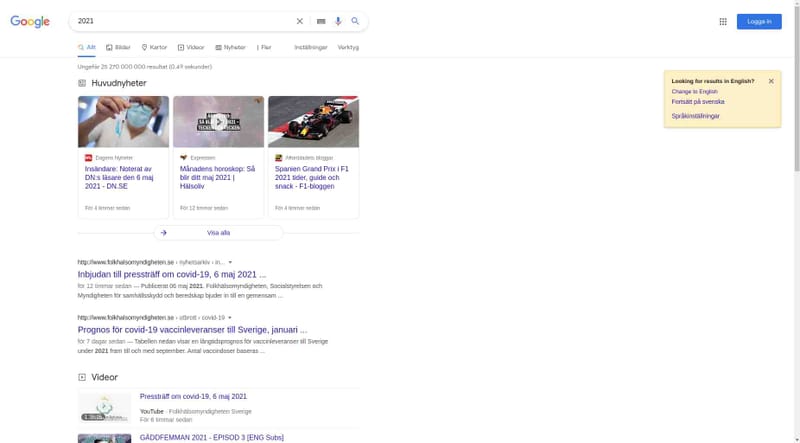 Google
2021
Logga in
Allt
Bilder
Kartor
Videor
Nyheter
Fler
Inställningar
Verktyg
Ungefär 25 270 000 000 resultat (0,49 sekunder)
Looking for results in English?
Change to English
Fortsätt på svenska
Språkinställningar
Huvudnyheter
Dagens Nyheter
Insändare: Noterat av
DN:s läsare den 6 maj
2021 - DN.SE
För 4 timmar sedan
Expressen
Månadens horoskop: Så
blir ditt maj 2021 |
Hälsoliv
För 12 timmar sedan
Aftonbladets bloggar
Spanien Grand Prix i F1
2021 tider, guide och
snack - F1-bloggen
För 4 timmar sedan
Visa alla
http://www.folkhalsomyndigheten.se › nyhetsarkiv › in...
Inbjudan till pressträff om covid-19, 6 maj 2021 ...
för 12 timmar sedan — Publicerat 06 maj 2021. Folkhälsomyndigheten, Socialstyrelsen och
Myndigheten för samhällsskydd och beredskap bjuder in till en gemensam ...
http://www.folkhalsomyndigheten.se › utbrott › covid-19
Prognos för covid-19 vaccinleveranser till Sverige, januari ...
för 7 dagar sedan — Tabellen nedan visar en långtidsprognos för vaccinleveranser till Sverige
under 2021 fram till och med september. Antal vaccindoser baseras ...
Videor
Pressträff om covid-19, 6 maj 2021
YouTube · Folkhälsomyndigheten Sverige
För 6 timmar sedan
GÄDDFEMMAN 2021 - EPISOD 3 [ENG Subs]